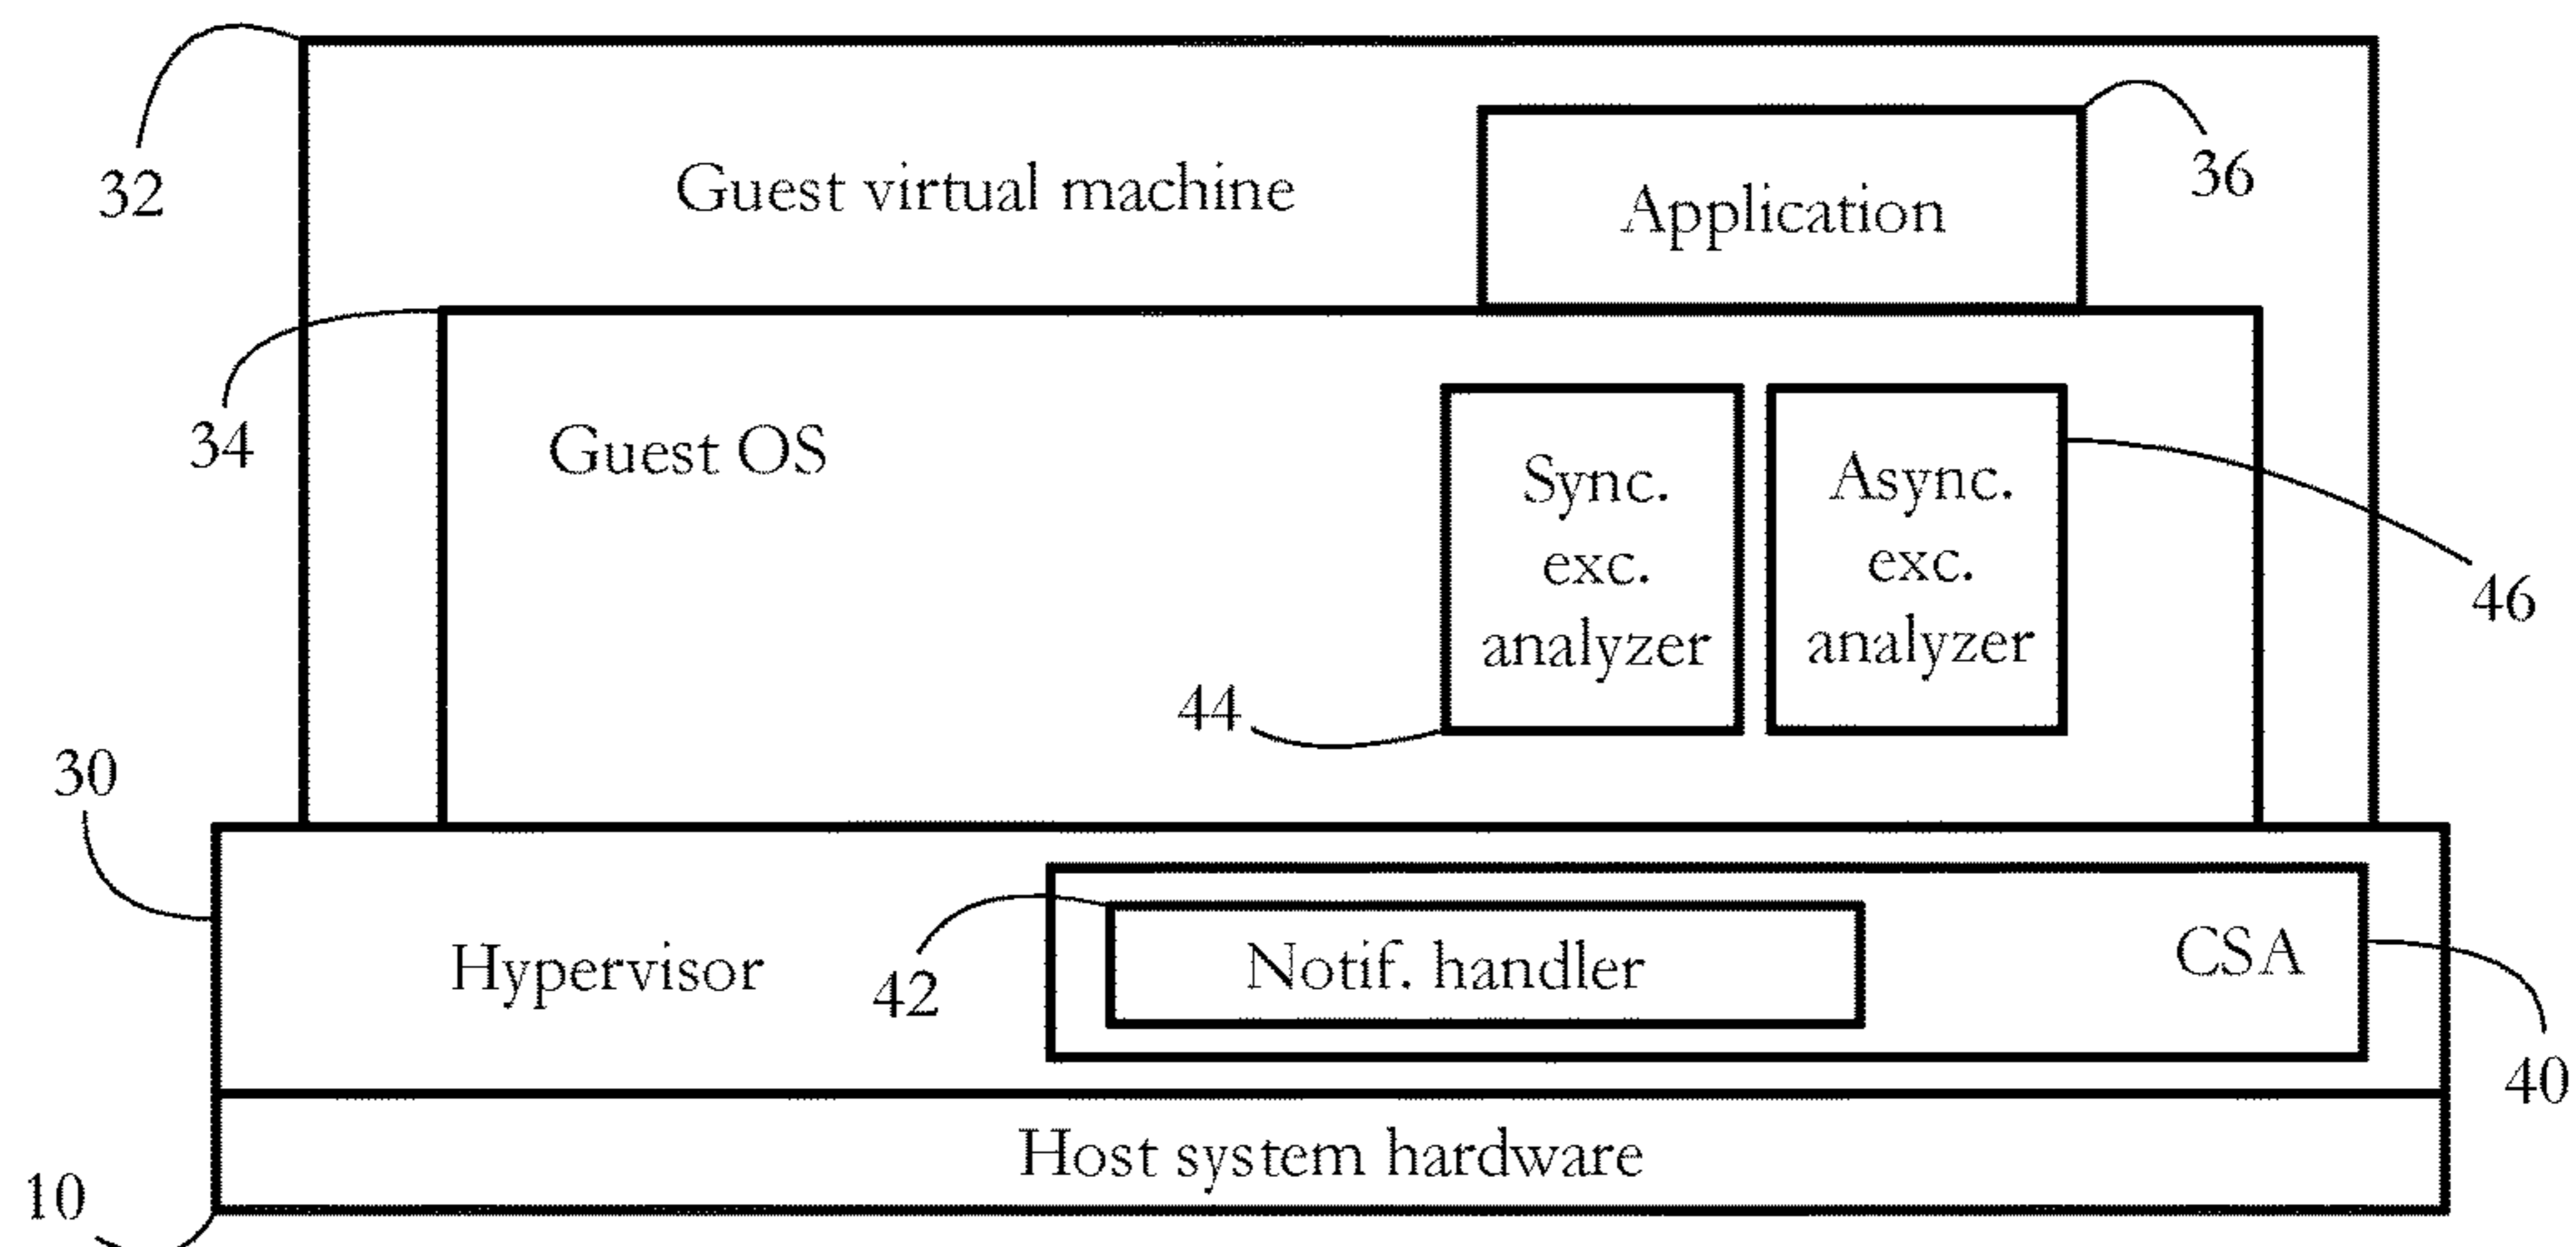 32
Guest virtual machine
Application
36
34
Guest OS
Sync.
exc.
analyzer
Async.
exc.
analyzer
46
44
30
Hypervisor
42
Notif. handler
CSA
40
Host system hardware
10